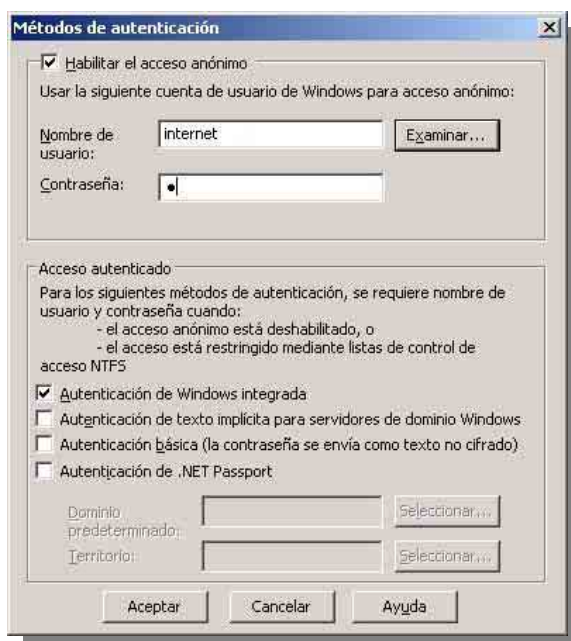 Métodos de autenticación
Habilitar el acceso anónimo
Usar la siguiente cuenta de usuario de Windows para acceso anónimo:
Nombre de usuario:
internet
Examinar...
Contraseña:
●
Acceso autenticado
Para los siguientes métodos de autenticación, se requiere nombre de
usuario y contraseña cuando:
- el acceso anónimo está deshabilitado, o
- el acceso está restringido mediante listas de control de
acceso NTFS
Autenticación de Windows integrada
Autenticación de texto implícita para servidores de dominio Windows
Autenticación básica (la contraseña se envía como texto no cifrado)
Autenticación de .NET Passport
Dominio predeterminado:
Seleccionar...
Territorio:
Seleccionar...
Aceptar
Cancelar
Ayuda